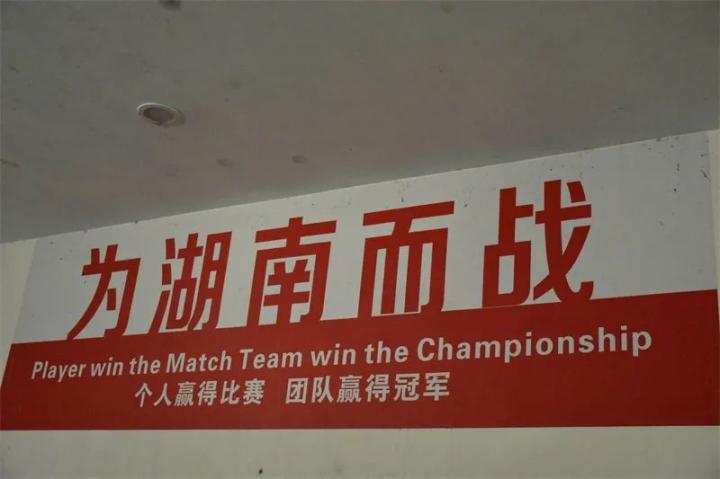 为湖南而战
Player win the Match Team win the Championship
个人赢得比赛 团队赢得冠军